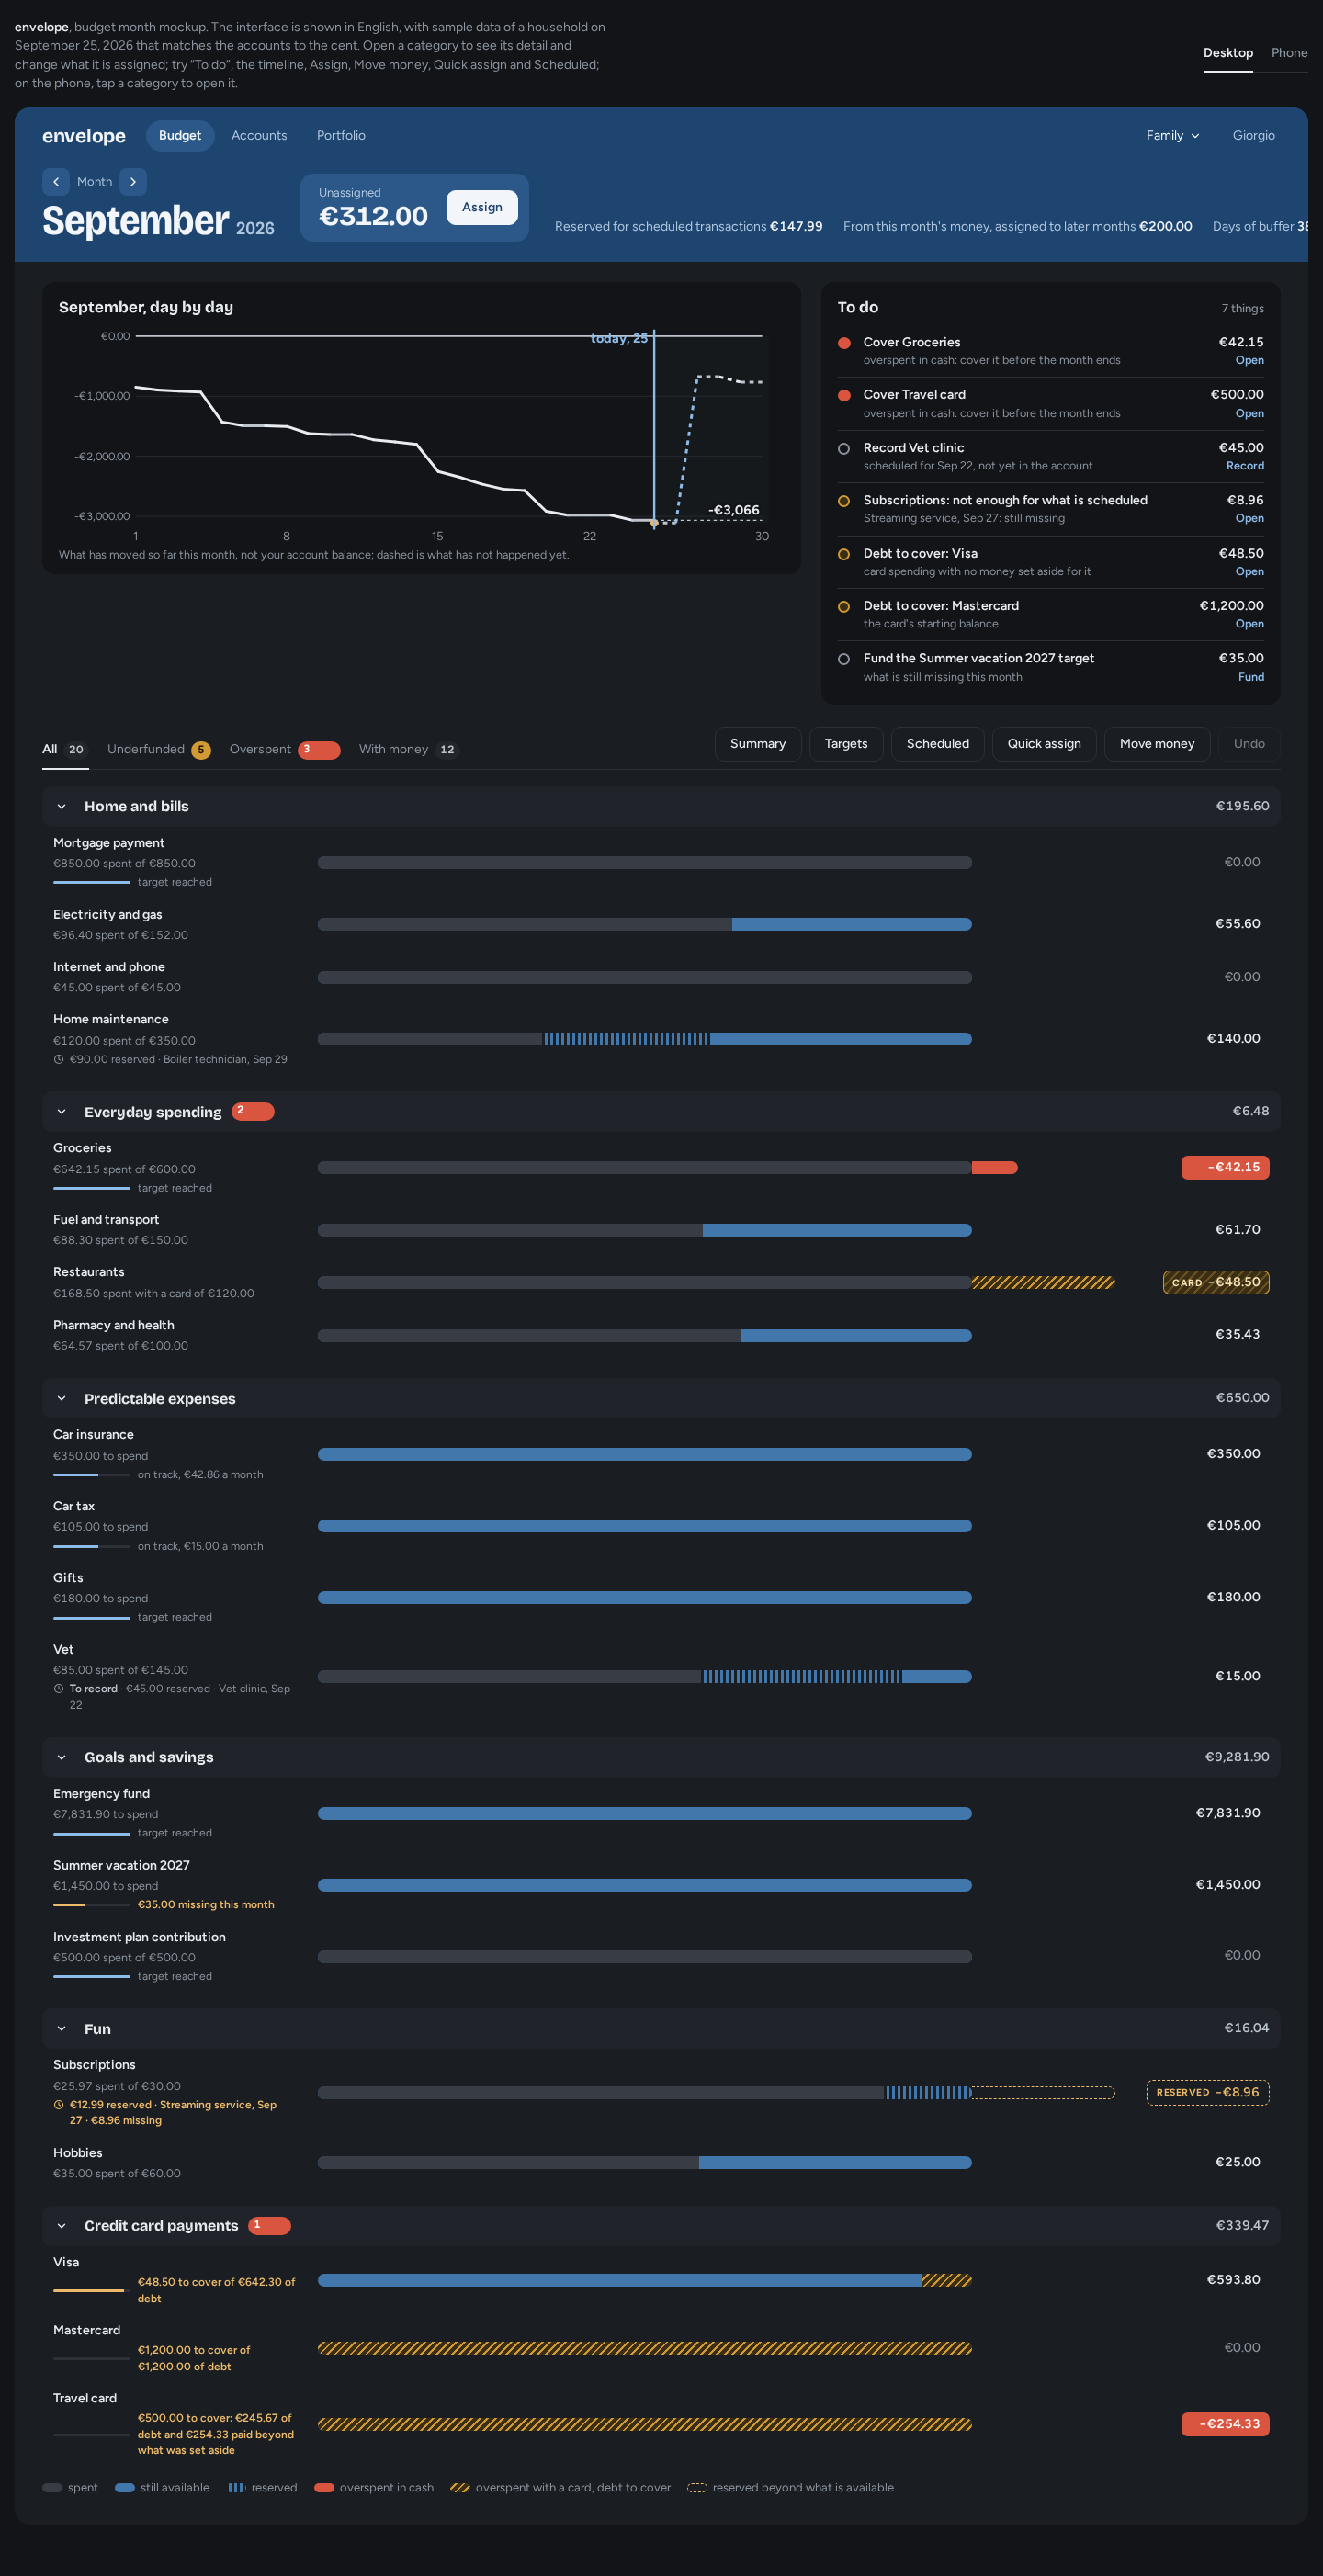 envelope, budget month mockup. The interface is shown in English, with sample data of a household on
September 25, 2026 that matches the accounts to the cent. Open a category to see its detail and
change what it is assigned; try "To do", the timeline, Assign, Move money, Quick assign and Scheduled;
on the phone, tap a category to open it.
Desktop Phone
envelope Budget Accounts Portfolio Family Giorgio
Month
September 2026
Unassigned
€312.00
Assign
Reserved for scheduled transactions €147.99 From this month's money, assigned to later months €200.00 Days of buffer 38
September, day by day
€0.00
today, 25
-€1,000.00
-€2,000.00
-€3,000.00
-€3,066
1 8 15 22 30
What has moved so far this month, not your account balance; dashed is what has not happened yet.
To do 7 things
Cover Groceries €42.15
overspent in cash: cover it before the month ends Open
Cover Travel card €500.00
overspent in cash: cover it before the month ends Open
Record Vet clinic €45.00
scheduled for Sep 22, not yet in the account Record
Subscriptions: not enough for what is scheduled €8.96
Streaming service, Sep 27: still missing Open
Debt to cover: Visa €48.50
card spending with no money set aside for it Open
Debt to cover: Mastercard €1,200.00
the card's starting balance Open
Fund the Summer vacation 2027 target €35.00
what is still missing this month Fund
All 20 Underfunded 5 Overspent 3 With money 12
Summary Targets Scheduled Quick assign Move money Undo
Home and bills €195.60
Mortgage payment
€850.00 spent of €850.00 €0.00
target reached
Electricity and gas
€96.40 spent of €152.00 €55.60
Internet and phone
€45.00 spent of €45.00 €0.00
Home maintenance
€120.00 spent of €350.00 €140.00
€90.00 reserved · Boiler technician, Sep 29
Everyday spending 2 €6.48
Groceries
€642.15 spent of €600.00 -€42.15
target reached
Fuel and transport
€88.30 spent of €150.00 €61.70
Restaurants
€168.50 spent with a card of €120.00 CARD -€48.50
Pharmacy and health
€64.57 spent of €100.00 €35.43
Predictable expenses €650.00
Car insurance
€350.00 to spend €350.00
on track, €42.86 a month
Car tax
€105.00 to spend €105.00
on track, €15.00 a month
Gifts
€180.00 to spend €180.00
target reached
Vet
€85.00 spent of €145.00 €15.00
To record · €45.00 reserved · Vet clinic, Sep
22
Goals and savings €9,281.90
Emergency fund
€7,831.90 to spend €7,831.90
target reached
Summer vacation 2027
€1,450.00 to spend €1,450.00
€35.00 missing this month
Investment plan contribution
€500.00 spent of €500.00 €0.00
target reached
Fun €16.04
Subscriptions
€25.97 spent of €30.00 RESERVED -€8.96
€12.99 reserved · Streaming service, Sep
27 · €8.96 missing
Hobbies
€35.00 spent of €60.00 €25.00
Credit card payments 1 €339.47
Visa
€48.50 to cover of €642.30 of €593.80
debt
Mastercard
€1,200.00 to cover of €0.00
€1,200.00 of debt
Travel card
€500.00 to cover: €245.67 of
debt and €254.33 paid beyond -€254.33
what was set aside
spent still available reserved overspent in cash overspent with a card, debt to cover reserved beyond what is available